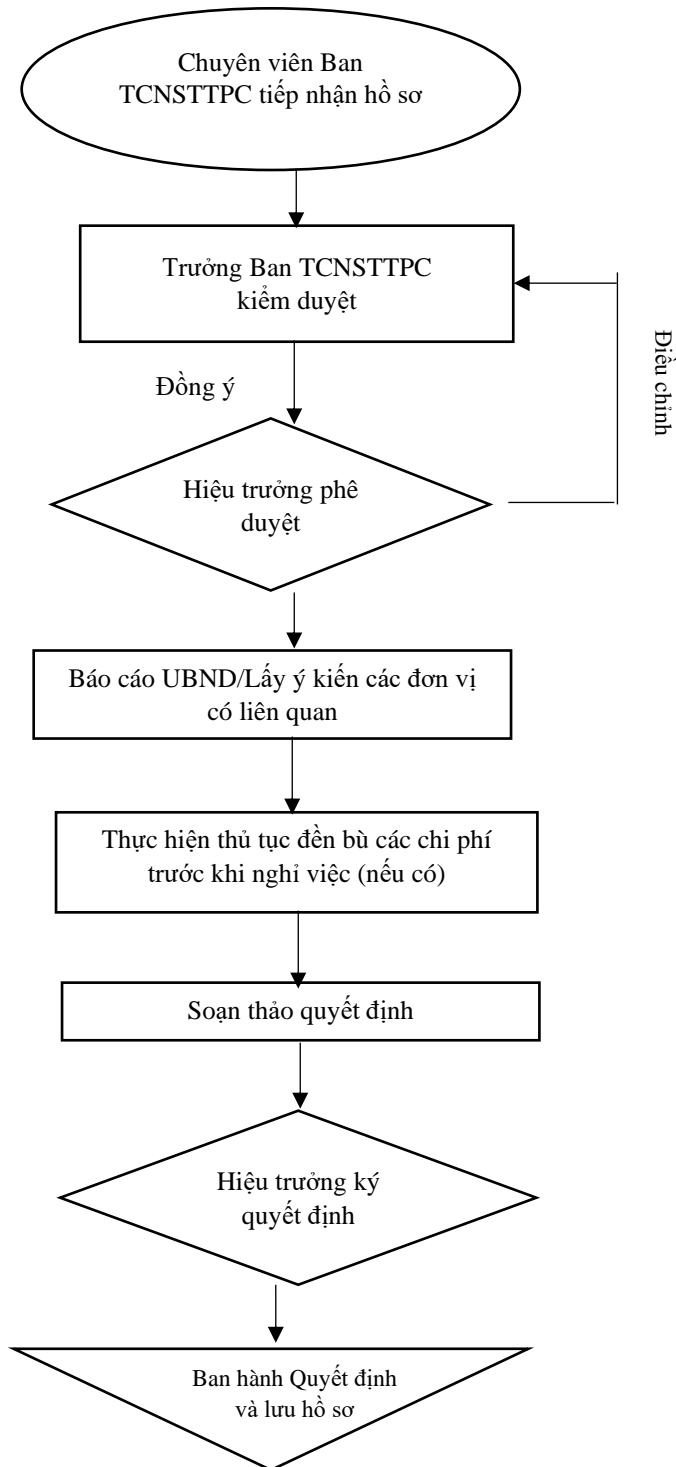 Chuyên viên Ban
TCNSTTPC tiếp nhận hồ sơ
Trưởng Ban TCNSTTPC
kiểm duyệt
Điều chỉnh
Đồng ý
Hiệu trưởng phê
duyệt
Báo cáo UBND/Lấy ý kiến các đơn vị
có liên quan
Thực hiện thủ tục đền bù các chi phí
trước khi nghỉ việc (nếu có)
Soạn thảo quyết định
Hiệu trưởng ký
quyết định
Ban hành Quyết định
và lưu hồ sơ